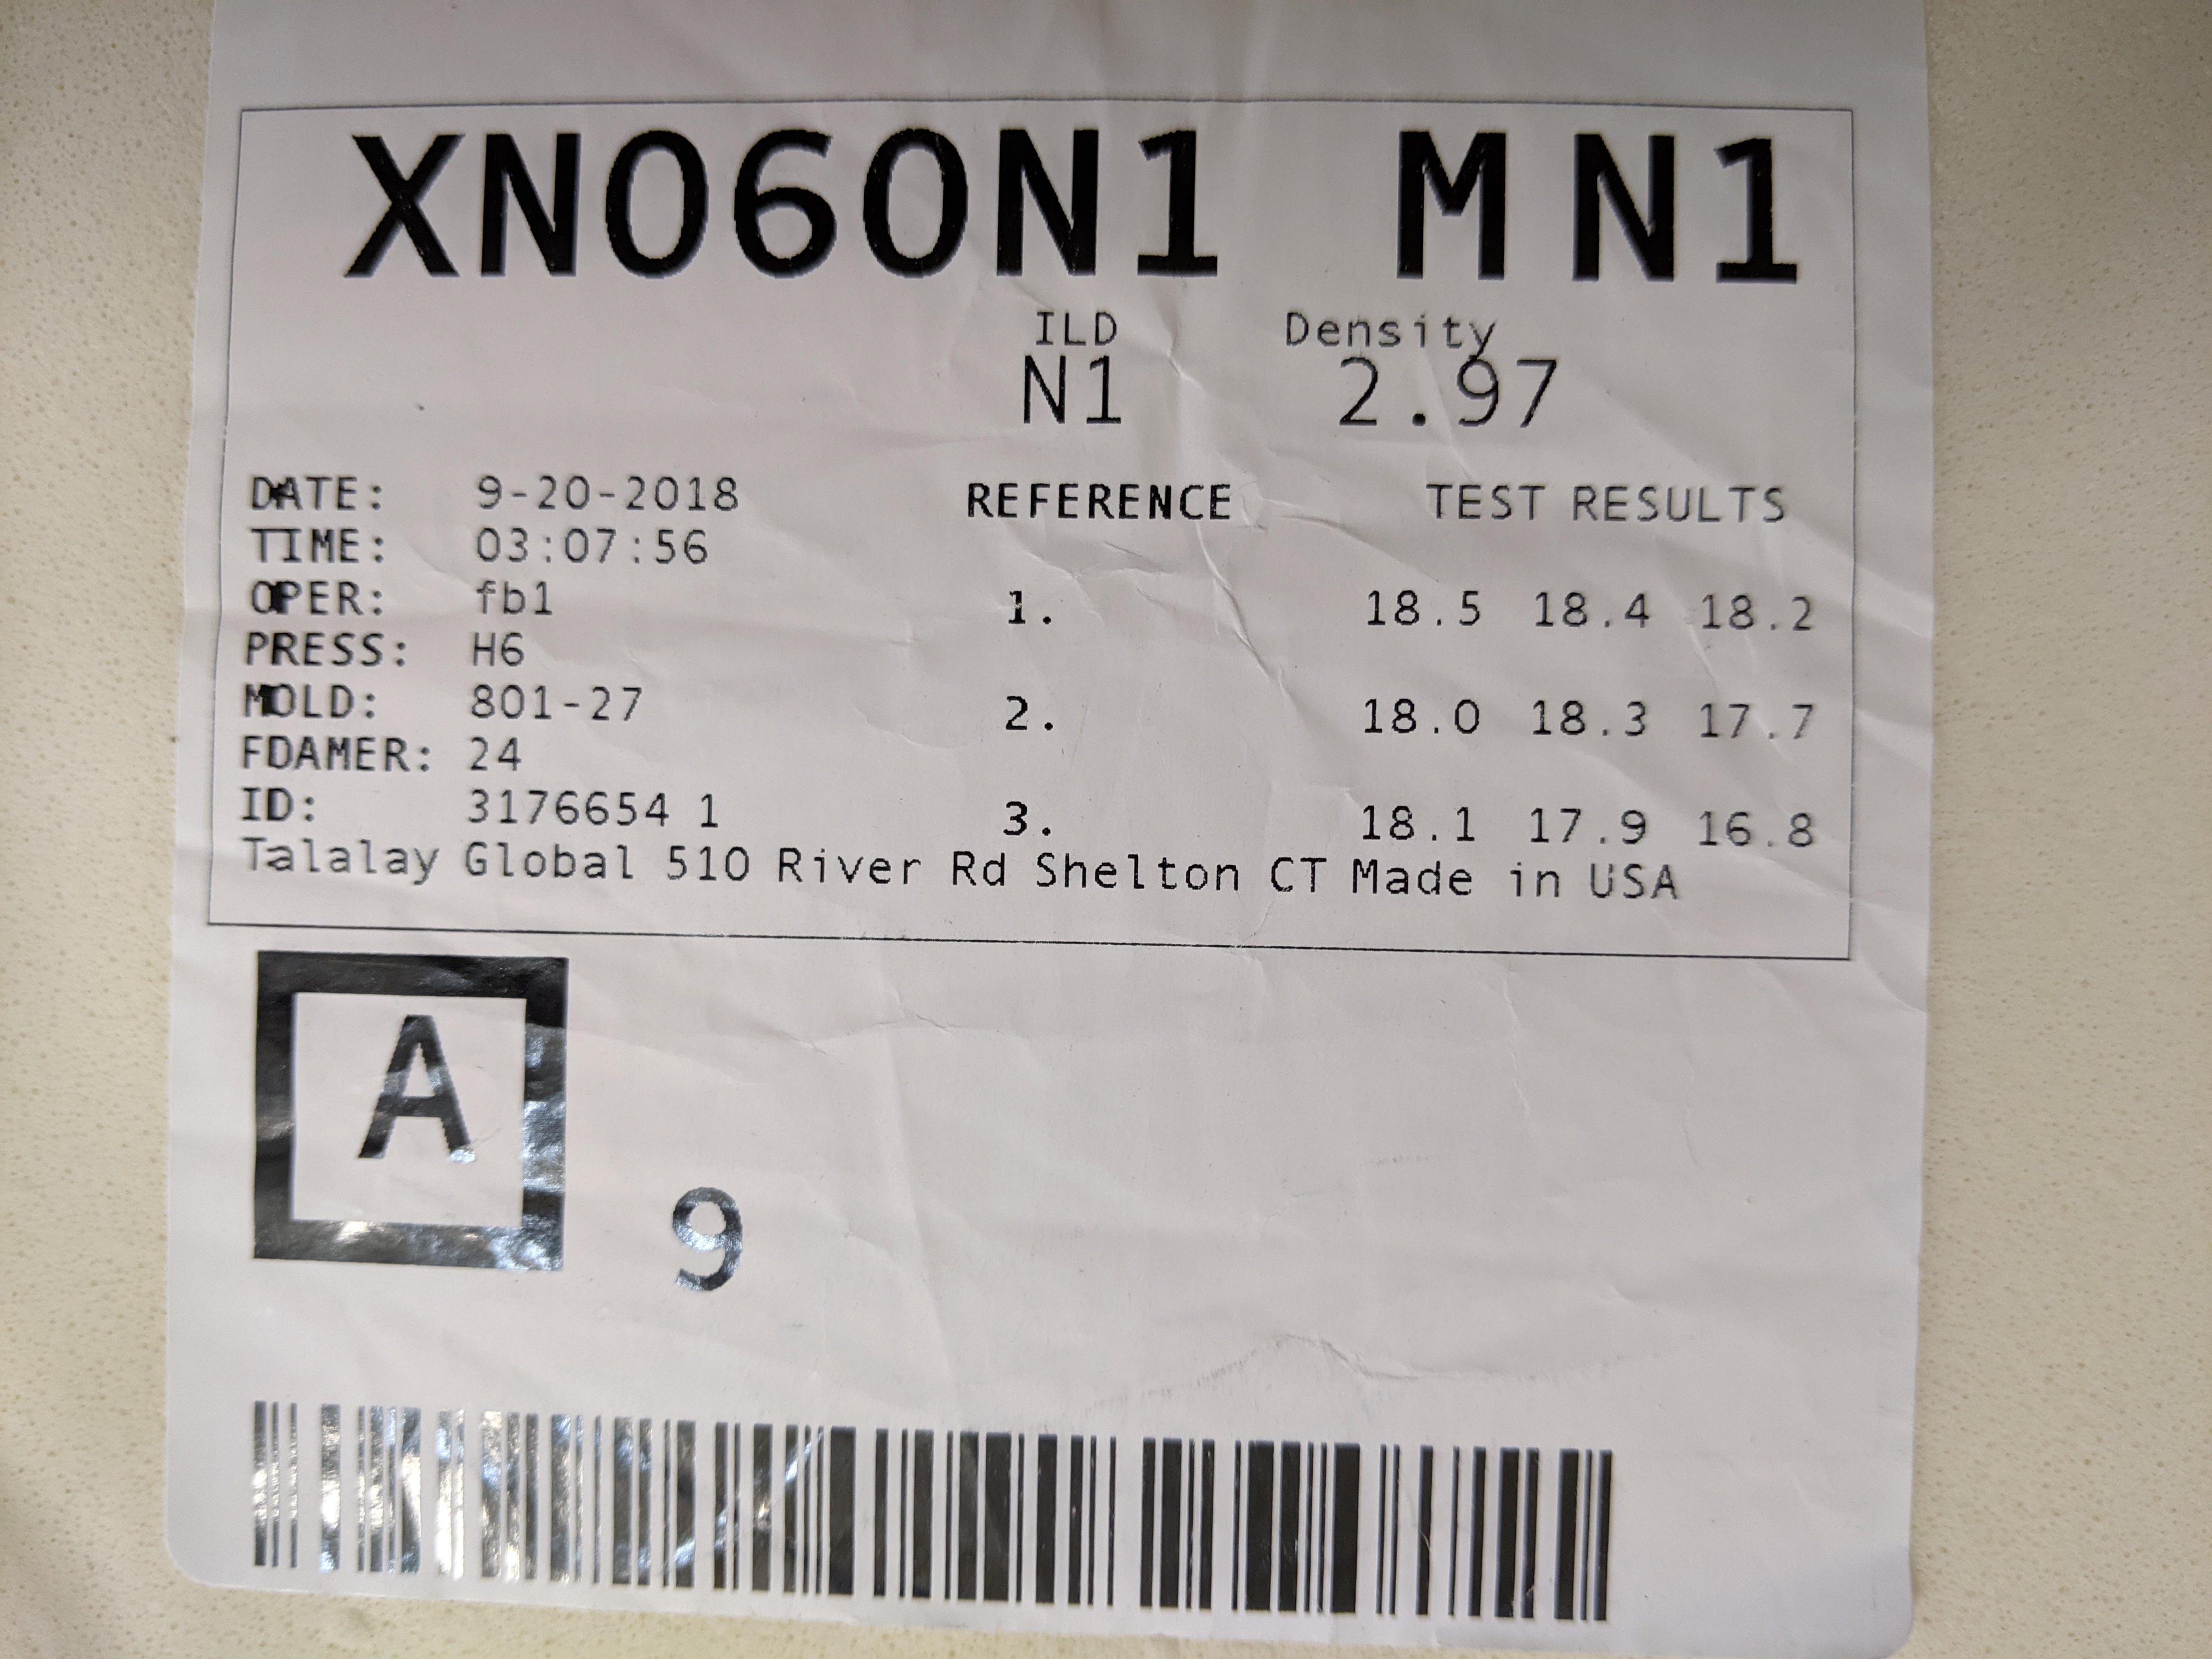 XN060N1 MN1
ILD Density
N1 2.97
DATE: 9-20-2018 REFERENCE TEST RESULTS
TIME: 03:07:56
OPER: fb1 1. 18.5 18.4 18.2
PRESS: H6
MOLD: 801-27 2. 18.0 18.3 17.7
FOAMER: 24
ID: 3176654 1 3. 18.1 17.9 16.8
Talalay Global 510 River Rd Shelton CT Made in USA
A
9